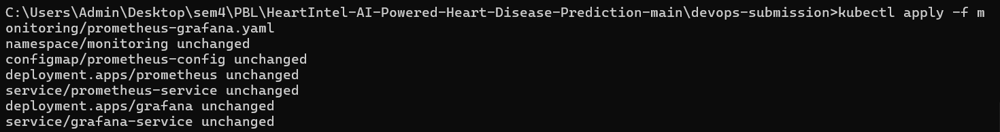 C:\Users\Admin\Desktop\sem4\PBL\HeartIntel-AI-Powered-Heart-Disease-Prediction-main\devops-submission>kubectl apply -f m
onitoring/prometheus-grafana.yaml
namespace/monitoring unchanged
configmap/prometheus-config unchanged
deployment.apps/prometheus unchanged
service/prometheus-service unchanged
deployment.apps/grafana unchanged
service/grafana-service unchanged